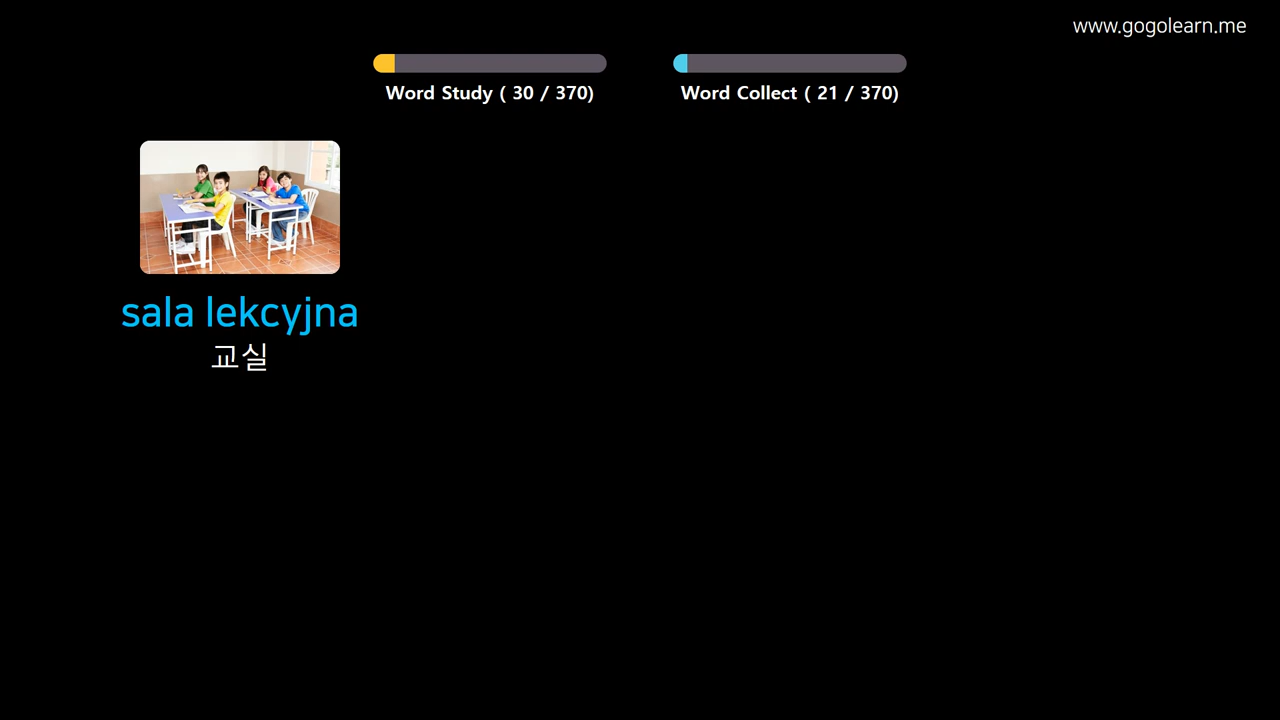 www.gogolearn.me
Word Study ( 30 / 370)
Word Collect ( 21 / 370)
sala lekcyjna
교실